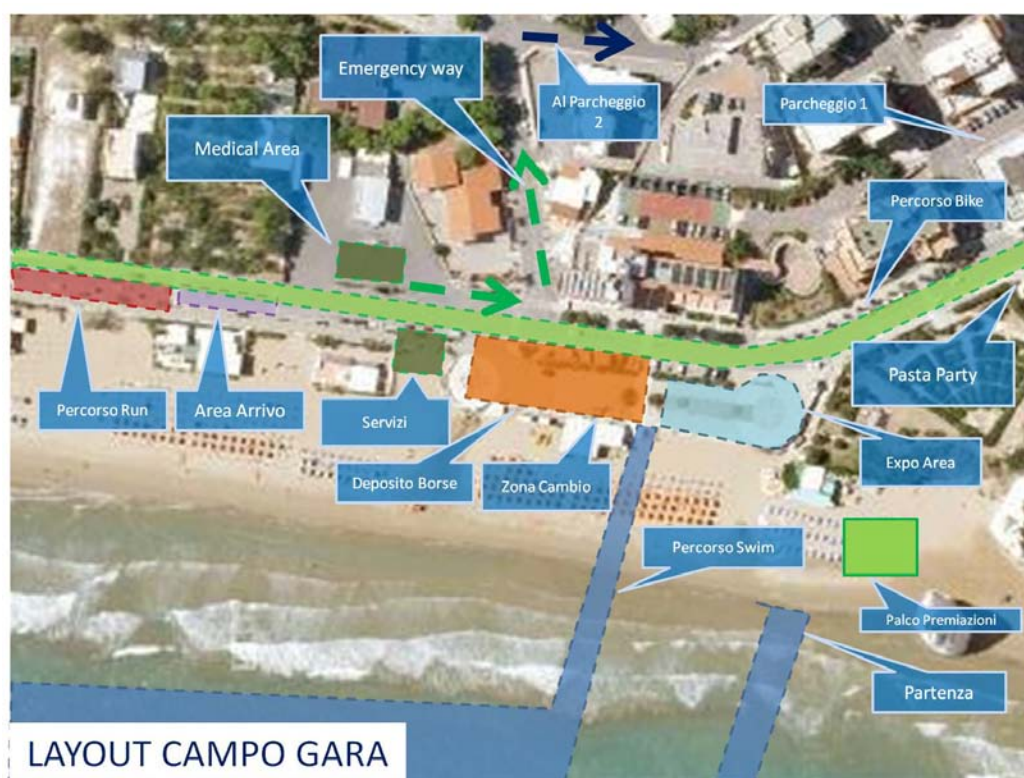 Emergency way
Al Parcheggio
2
Parcheggio 1
Medical Area
Percorso Bike
Pasta Party
Percorso Run
Area Arrivo
Servizi
Deposito Borse
Zona Cambio
Expo Area
Percorso Swim
Palco Premiazioni
Partenza
LAYOUT CAMPO GARA